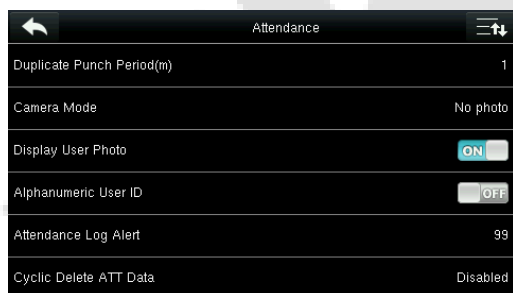 Attendance
Duplicate Punch Period(m) 1
Camera Mode No photo
Display User Photo ON
Alphanumeric User ID OFF
Attendance Log Alert 99
Cyclic Delete ATT Data Disabled